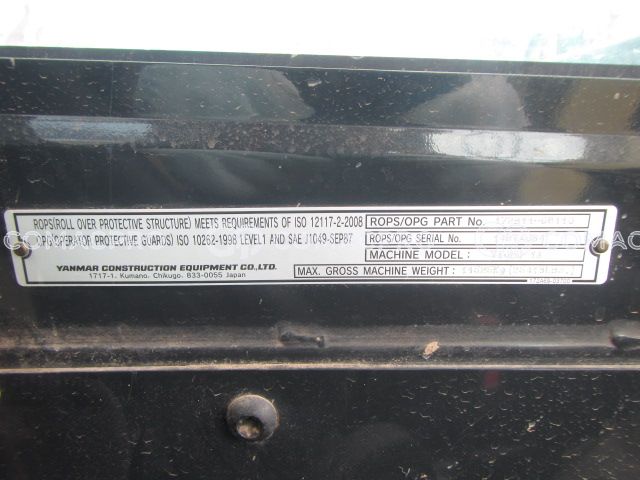 ROPS(ROLL OVER PROTECTIVE STRUCTURE) MEETS REQUIREMENTS OF ISO 12117-2-2008
OPG(OPERATOR PROTECTIVE GUARDS) ISO 10262-1998 LEVEL1 AND SAE J1049-SEP87
YANMAR CONSTRUCTION EQUIPMENT CO.,LTD.
1717-1, Kumano, Chikugo, 833-0055 Japan
ROPS/OPG PART NO.
ROPS/OPG SERIAL NO.
MACHINE MODEL :
MAX. GROSS MACHINE WEIGHT :